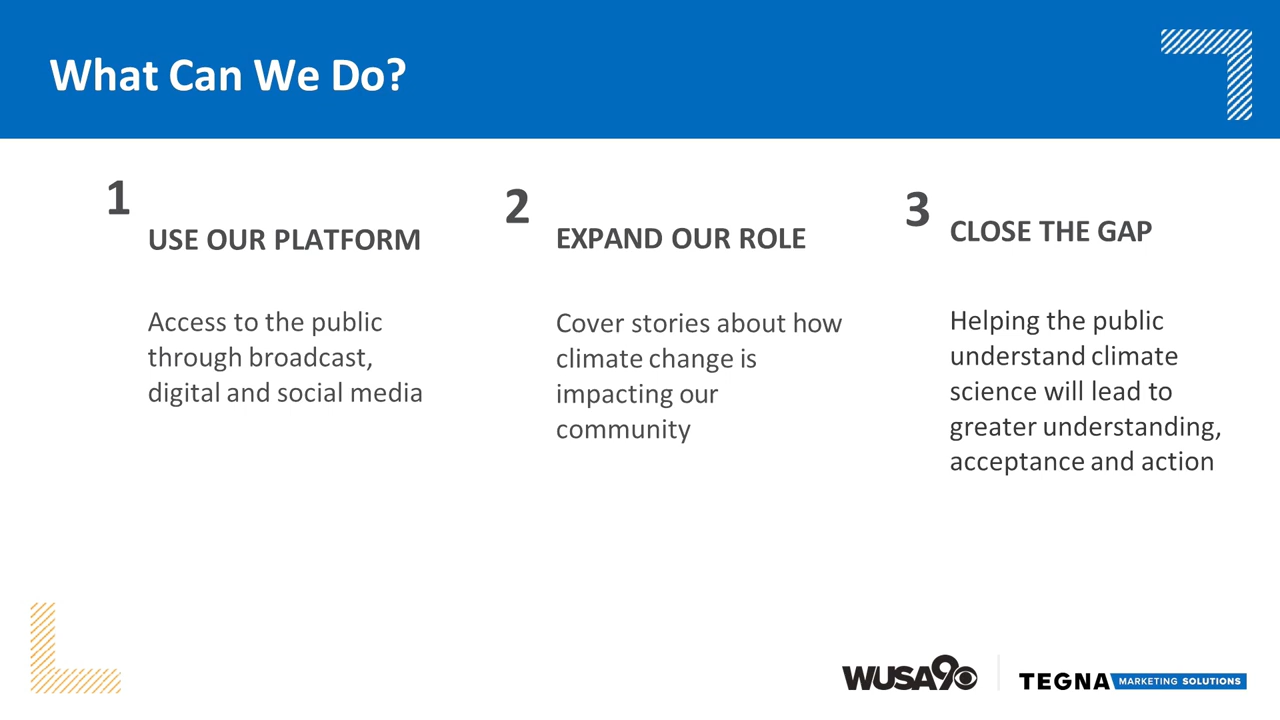 What Can We Do?
1
USE OUR PLATFORM
Access to the public
through broadcast,
digital and social media
2
EXPAND OUR ROLE
Cover stories about how
climate change is
impacting our
community
3
CLOSE THE GAP
Helping the public
understand climate
science will lead to
greater understanding,
acceptance and action
WUSA9
TEGNA MARKETING SOLUTIONS